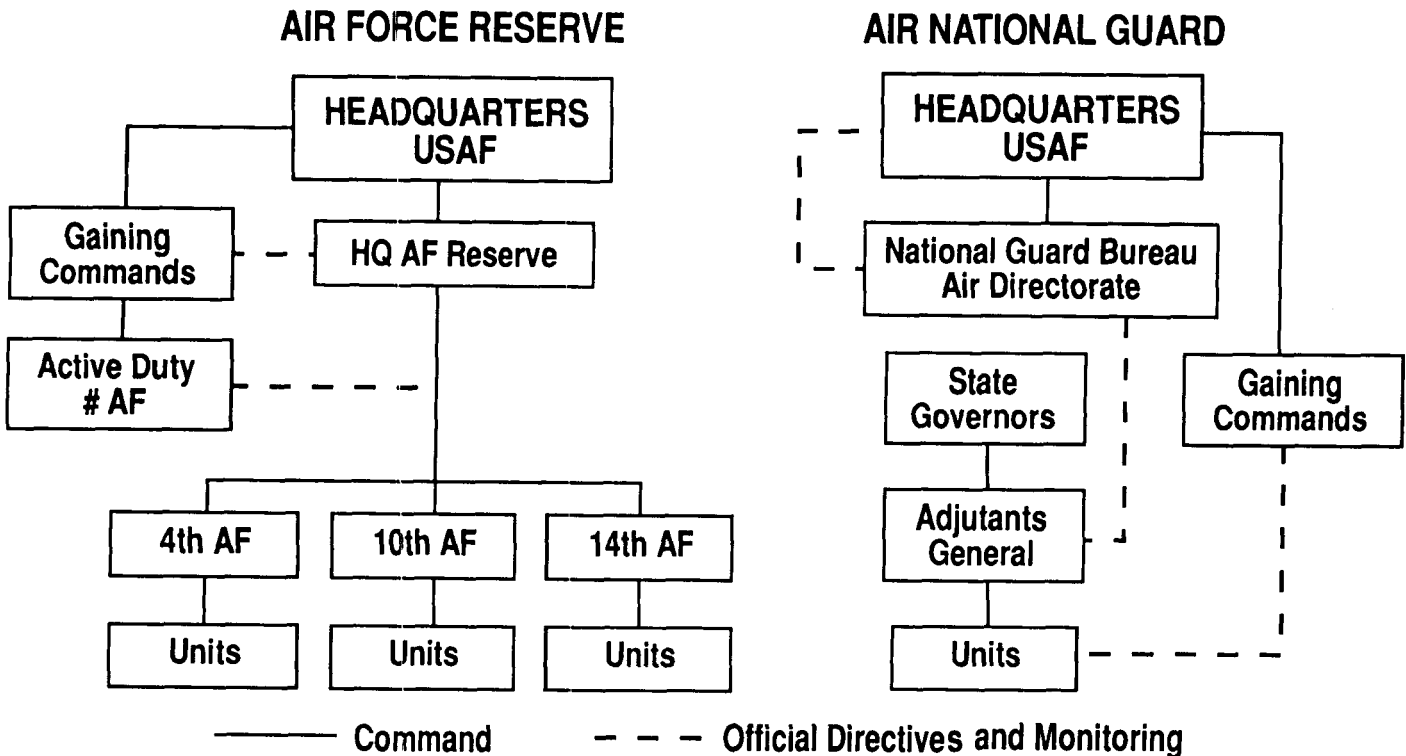 AIR FORCE RESERVE
HEADQUARTERS
USAF
Gaining
Commands
HQ AF Reserve
Active Duty
# AF
4th AF
10th AF
14th AF
Units
Units
Units
AIR NATIONAL GUARD
HEADQUARTERS
USAF
National Guard Bureau
Air Directorate
State
Governors
Gaining
Commands
Adjutants
General
Units
Command
Official Directives and Monitoring